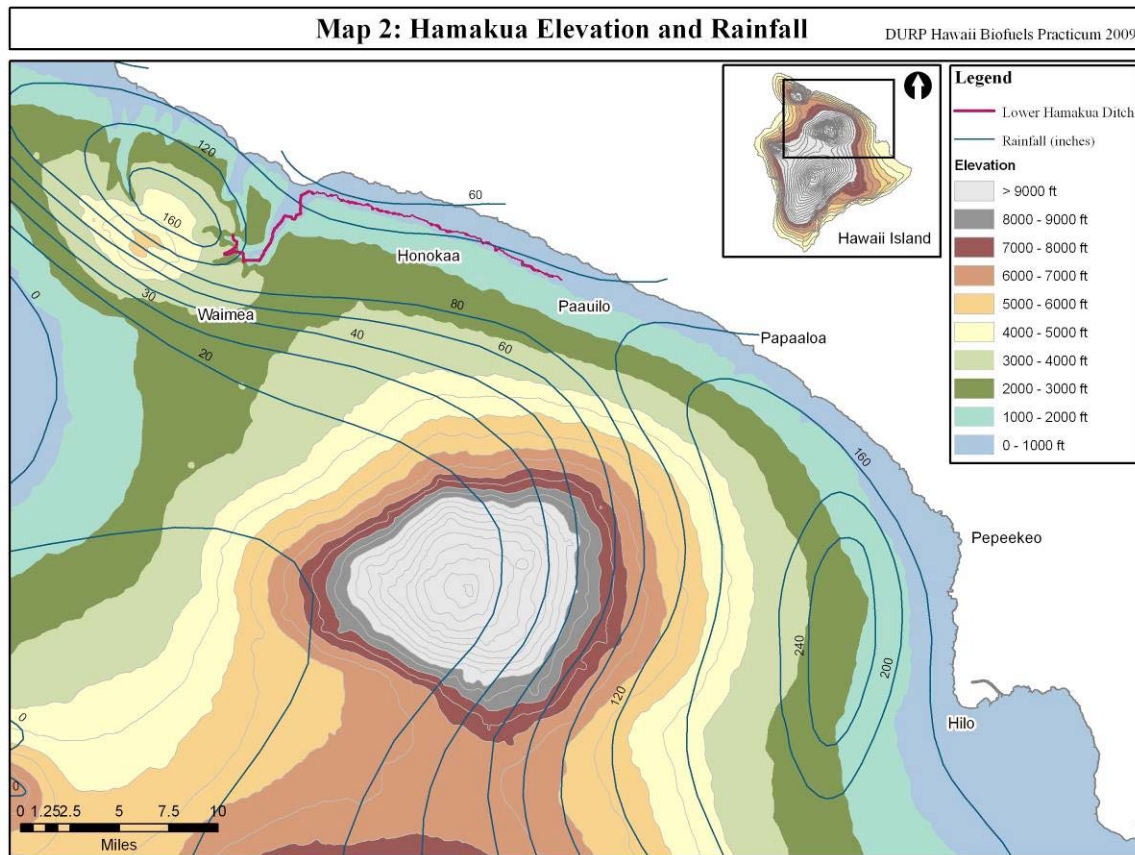 Map 2: Hamakua Elevation and Rainfall
DURP Hawaii Biofuels Practicum 2009
Legend
Lower Hamakua Ditch
Rainfall (inches)
Elevation
> 9000 ft
8000 - 9000 ft
7000 - 8000 ft
6000 - 7000 ft
5000 - 6000 ft
4000 - 5000 ft
3000 - 4000 ft
2000 - 3000 ft
1000 - 2000 ft
0 - 1000 ft
Hawaii Island
120
160
60
Honokaa
0
30
Waimea
80
Paauilo
40
60
20
Papaaloa
160
Pepeekeo
240
200
120
0
Hilo
0
0 1.25 2.5 5 7.5 10
Miles